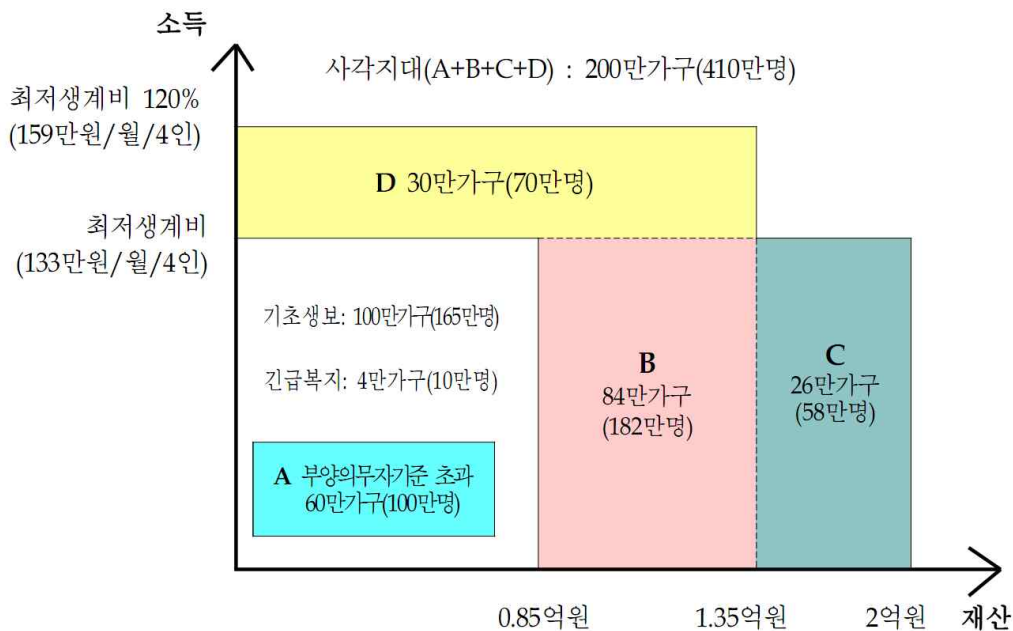 소득
사각지대(A+B+C+D) : 200만가구(410만명)
최저생계비 120%
(159만원/월/4인)
D 30만가구(70만명)
최저생계비
(133만원/월/4인)
기초생보: 100만가구(165만명)
긴급복지: 4만가구(10만명)
A 부양의무자기준 초과
60만가구(100만명)
B
84만가구
(182만명)
C
26만가구
(58만명)
0.85억원
1.35억원
2억원
재산